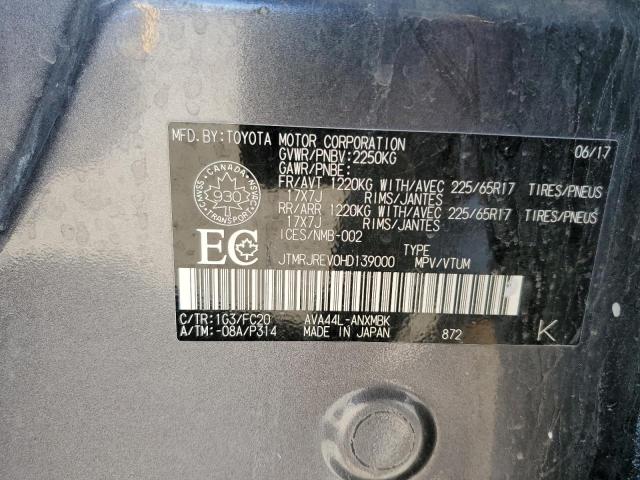 MFD.BY:TOYOTA MOTOR CORPORATION 06/17
GVWR/PNBV:2250KG
GAWR/PNBE:
FR/AVT 1220KG WITH/AVEC 225/65R17 TIRES/PNEUS
17X7J RIMS/JANTES
RR/ARR 1220KG WITH/AVEC 225/65R17 TIRES/PNEUS
17X7J RIMS/JANTES
ICES/NMB-002
CANADA
CMVSS NSVAC
930
TRANSPORT
EC
TYPE
JTMRJREV0HD139000 MPV/VTUM
C/TR:1G3/FC20 AVA44L-ANXMBK
A/TM:-08A/P314 MADE IN JAPAN 872 K